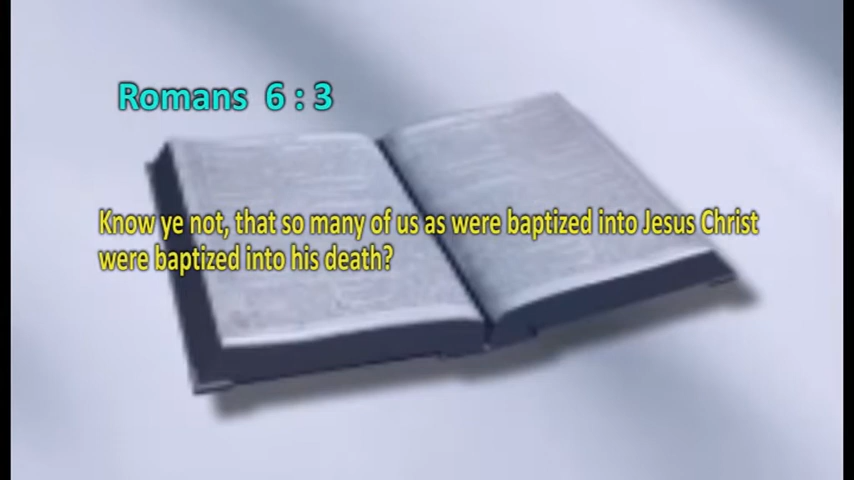 Romans 6 : 3
Know ye not, that so many of us as were baptized into Jesus Christ
were baptized into his death?